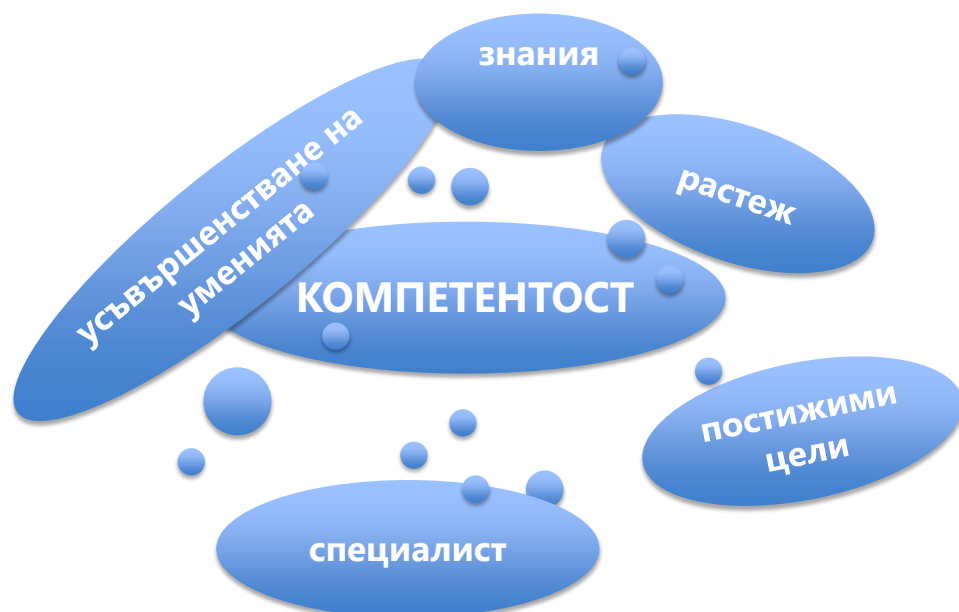 знания
усъвършенстване на
уменията
растеж
КОМПЕТЕНТОСТ
постижими
цели
специалист